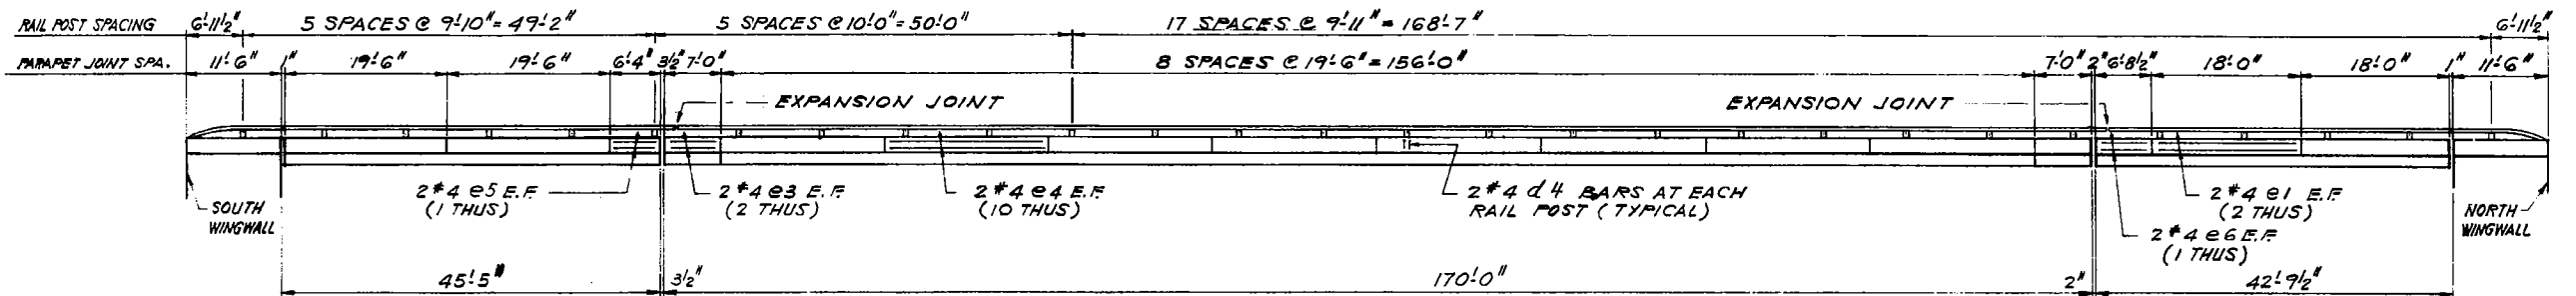 RAIL POST SPACING 6'-11½" 5 SPACES @ 9'-10" = 49'-2" 5 SPACES @ 10'-0" = 50'-0" 17 SPACES @ 9'-11" = 168'-7" 6'-11½"
PARAPET JOINT SPA. 11'-6" 1" 19'-6" 19'-6" 6'-4" 3½" 7'-0" 8 SPACES @ 19'-6" = 156'-0" 7'-0" 2" 6'-8½" 18'-0" 18'-0" 1" 11'-6"
EXPANSION JOINT EXPANSION JOINT
2 #4 e5 E.F.
(1 THUS)
2 #4 e3 E.F.
(2 THUS)
2 #4 e4 E.F.
(10 THUS)
2 #4 d4 BARS AT EACH
RAIL POST (TYPICAL)
2 #4 e1 E.F.
(2 THUS)
2 #4 e6 E.F.
(1 THUS)
SOUTH
WINGWALL
NORTH
WINGWALL
45'-5" 3½" 170'-0" 2" 42'-9½"